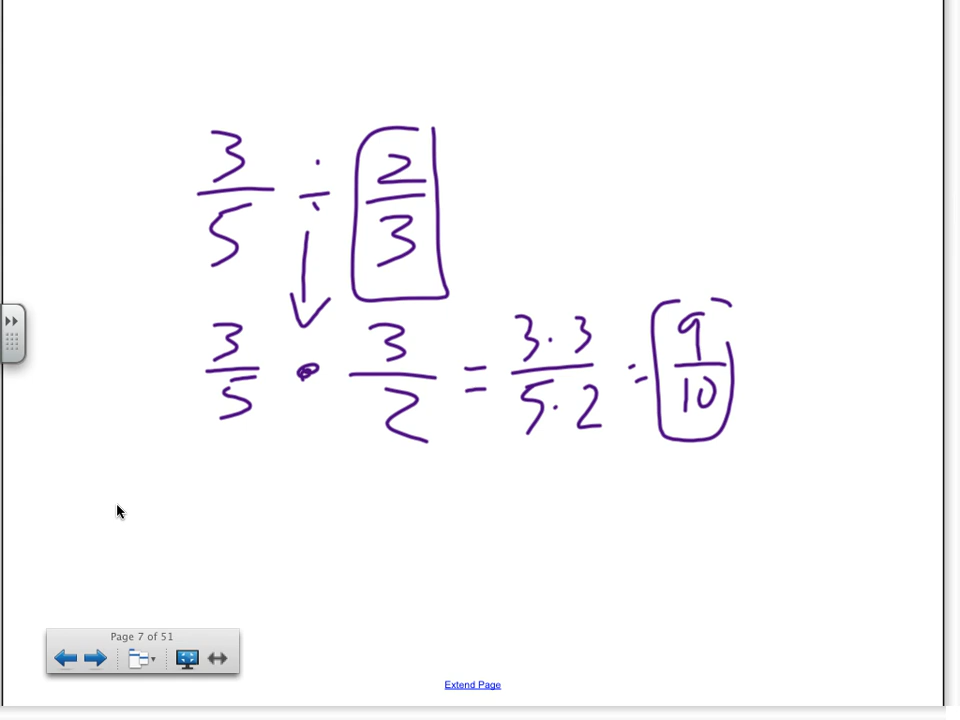 3/5 ÷ 2/3
3/5 • 3/2 = 3·3/5·2 = 9/10
Page 7 of 51
Extend Page